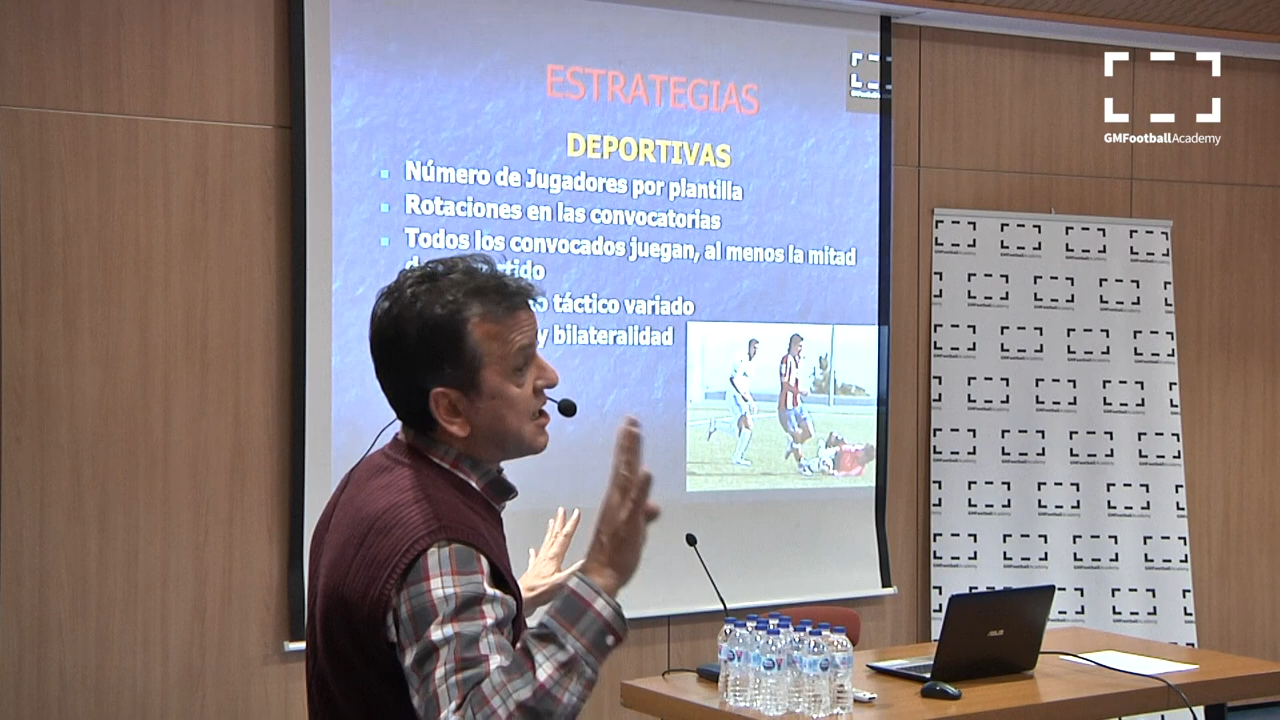 ESTRATEGIAS
DEPORTIVAS
Número de Jugadores por plantilla
Rotaciones en las convocatorias
Todos los convocados juegan, al menos la mitad
táctico variado
y bilateralidad
GMFootballAcademy
ASUS